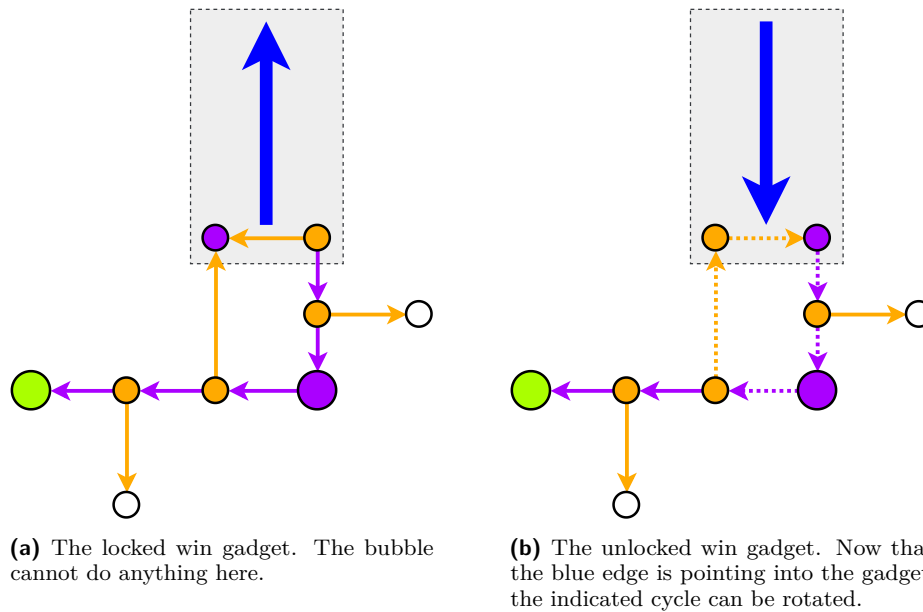 (a) The locked win gadget. The bubble
cannot do anything here.
(b) The unlocked win gadget. Now tha
the blue edge is pointing into the gadget
the indicated cycle can be rotated.